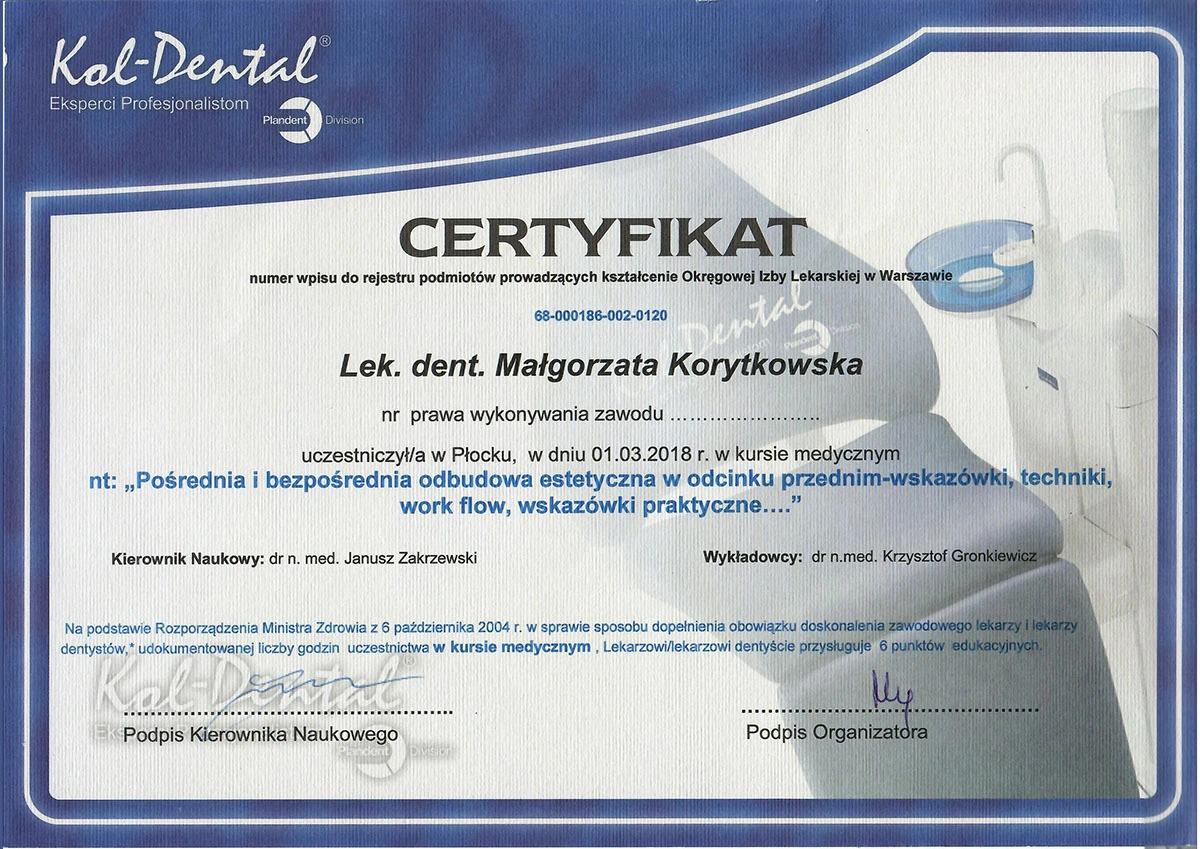 Kol-Dental®
Eksperci Profesjonalistom
Plandent Division
CERTYFIKAT
numer wpisu do rejestru podmiotów prowadzących kształcenie Okręgowej Izby Lekarskiej w Warszawie
68-000186-002-0120
Lek. dent. Małgorzata Korytkowska
nr prawa wykonywania zawodu …………………..
uczestniczył/a w Płocku, w dniu 01.03.2018 r. w kursie medycznym
nt: „Pośrednia i bezpośrednia odbudowa estetyczna w odcinku przednim-wskazówki, techniki,
work flow, wskazówki praktyczne….”
Kierownik Naukowy: dr n. med. Janusz Zakrzewski
Wykładowcy: dr n.med. Krzysztof Gronkiewicz
Na podstawie Rozporządzenia Ministra Zdrowia z 6 października 2004 r. w sprawie sposobu dopełnienia obowiązku doskonalenia zawodowego lekarzy i lekarzy
dentystów,* udokumentowanej liczby godzin uczestnictwa w kursie medycznym , Lekarzowi/lekarzowi dentyście przysługuje 6 punktów edukacyjnych.
Kol-Dental®
Plandent Division
Podpis Kierownika Naukowego
Podpis Organizatora